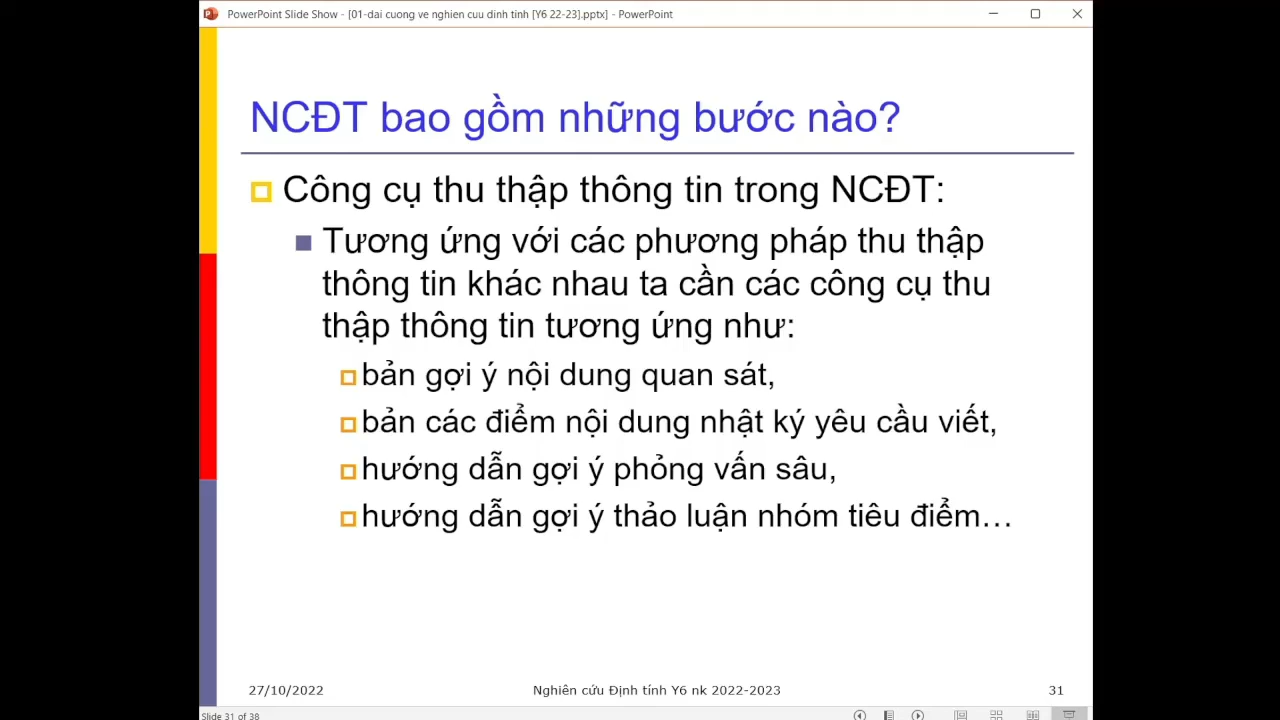 PowerPoint Slide Show - [01-dai cuong ve nghien cuu dinh tinh [Y6 22-23].pptx] - PowerPoint
NCĐT bao gồm những bước nào?
Công cụ thu thập thông tin trong NCĐT:
Tương ứng với các phương pháp thu thập
thông tin khác nhau ta cần các công cụ thu
thập thông tin tương ứng như:
bản gợi ý nội dung quan sát,
bản các điểm nội dung nhật ký yêu cầu viết,
hướng dẫn gợi ý phỏng vấn sâu,
hướng dẫn gợi ý thảo luận nhóm tiêu điểm…
27/10/2022
Nghiên cứu Định tính Y6 nk 2022-2023
31
Slide 31 of 38